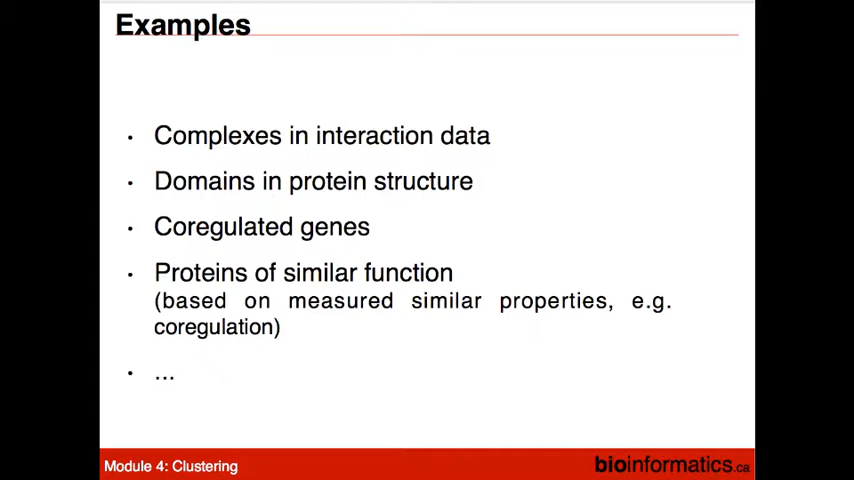 Examples
• Complexes in interaction data
• Domains in protein structure
• Coregulated genes
• Proteins of similar function
(based on measured similar properties, e.g.
coregulation)
• ...
Module 4: Clustering
bioinformatics.ca